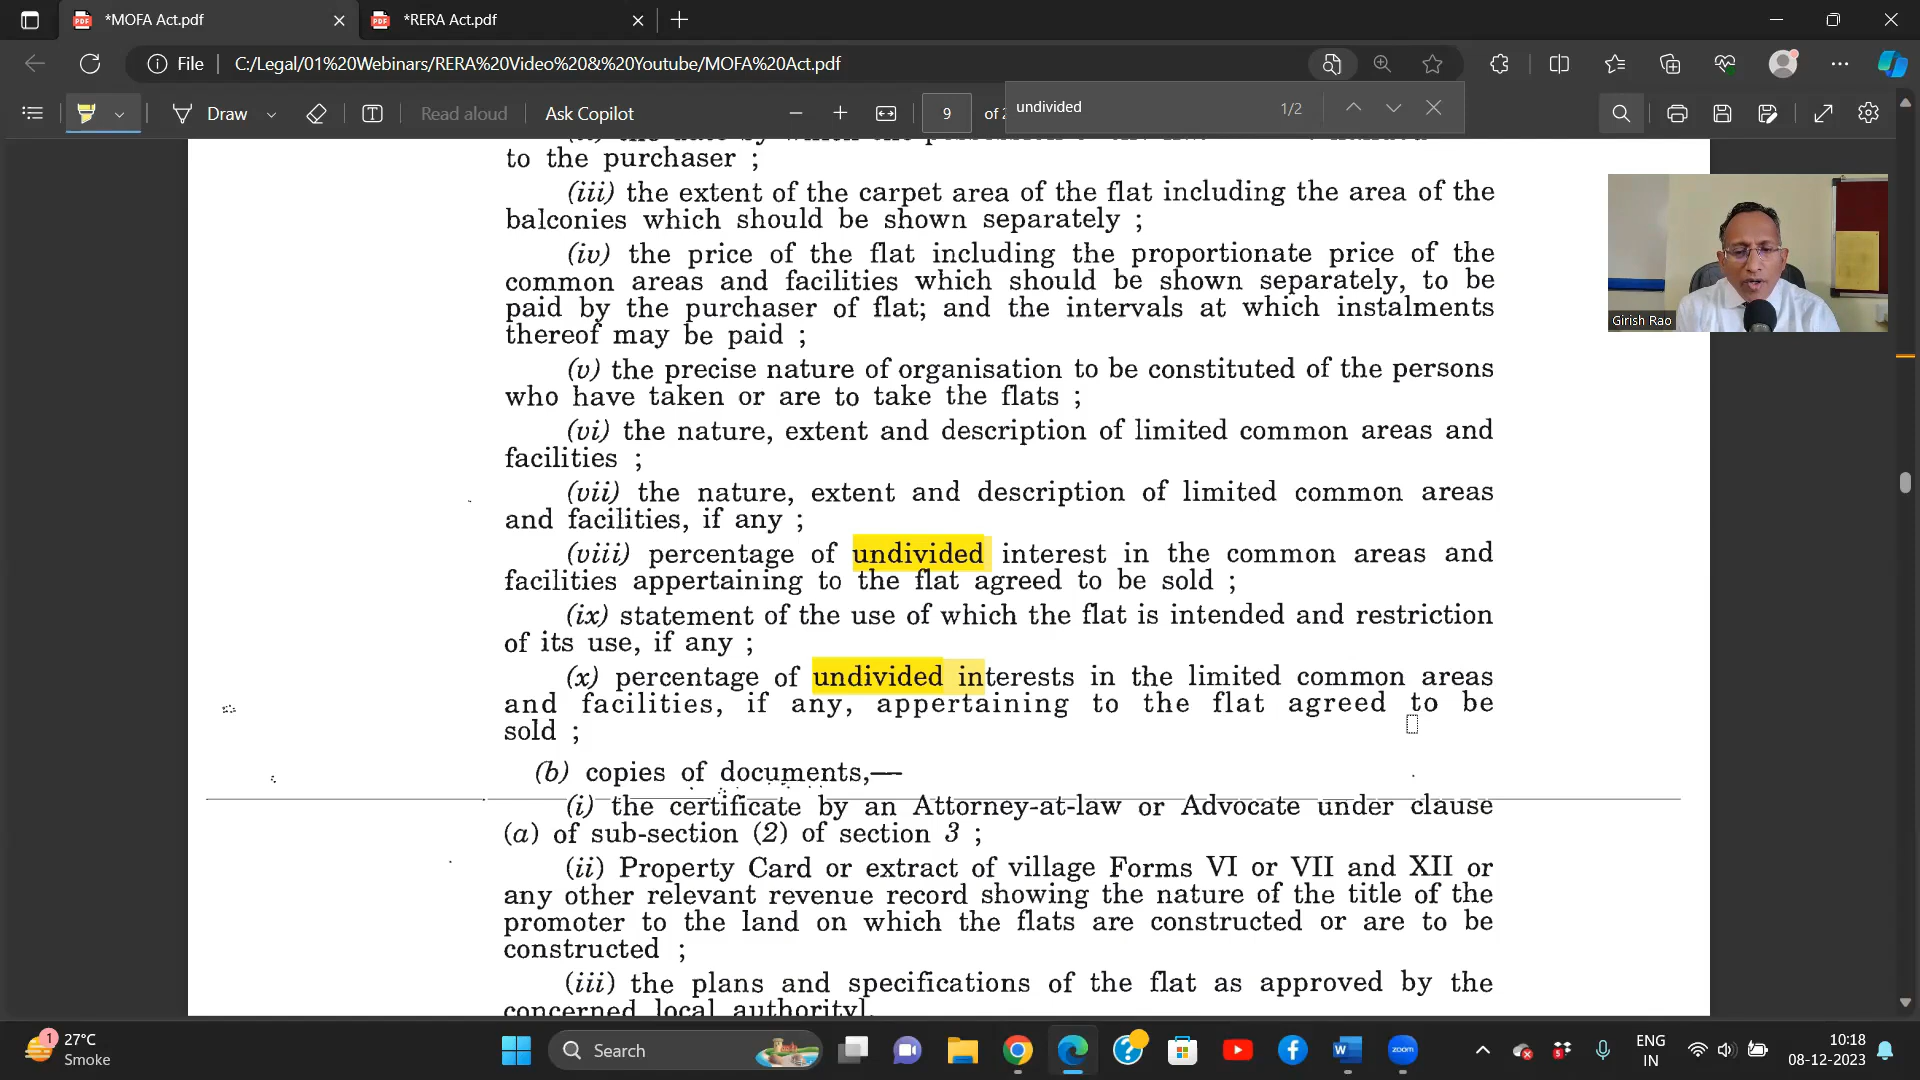 *MOFA Act.pdf
*RERA Act.pdf
File
C:/Legal/01%20Webinars/RERA%20Video%20&%20Youtube/MOFA%20Act.pdf
Draw
Read aloud
Ask Copilot
9
of
undivided
1/2
to the purchaser ;
(iii) the extent of the carpet area of the flat including the area of the
balconies which should be shown separately ;
(iv) the price of the flat including the proportionate price of the
common areas and facilities which should be shown separately, to be
paid by the purchaser of flat; and the intervals at which instalments
thereof may be paid ;
(v) the precise nature of organisation to be constituted of the persons
who have taken or are to take the flats ;
(vi) the nature, extent and description of limited common areas and
facilities ;
(vii) the nature, extent and description of limited common areas
and facilities, if any ;
(viii) percentage of undivided interest in the common areas and
facilities appertaining to the flat agreed to be sold ;
(ix) statement of the use of which the flat is intended and restriction
of its use, if any ;
(x) percentage of undivided interests in the limited common areas
and facilities, if any, appertaining to the flat agreed to be
sold ;
(b) copies of documents,—
(i) the certificate by an Attorney-at-law or Advocate under clause
(a) of sub-section (2) of section 3 ;
(ii) Property Card or extract of village Forms VI or VII and XII or
any other relevant revenue record showing the nature of the title of the
promoter to the land on which the flats are constructed or are to be
constructed ;
(iii) the plans and specifications of the flat as approved by the
concerned local authority].
Girish Rao
1
27°C
Smoke
Search
zoom
ENG
IN
10:18
08-12-2023